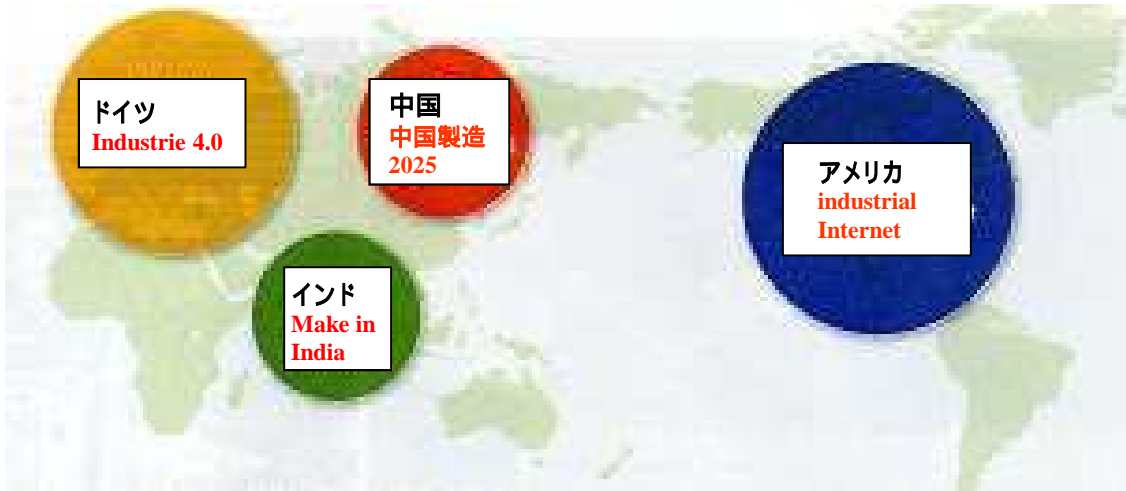 ドイツ
Industrie 4.0
中国
中国製造
2025
インド
Make in
India
アメリカ
industrial
Internet